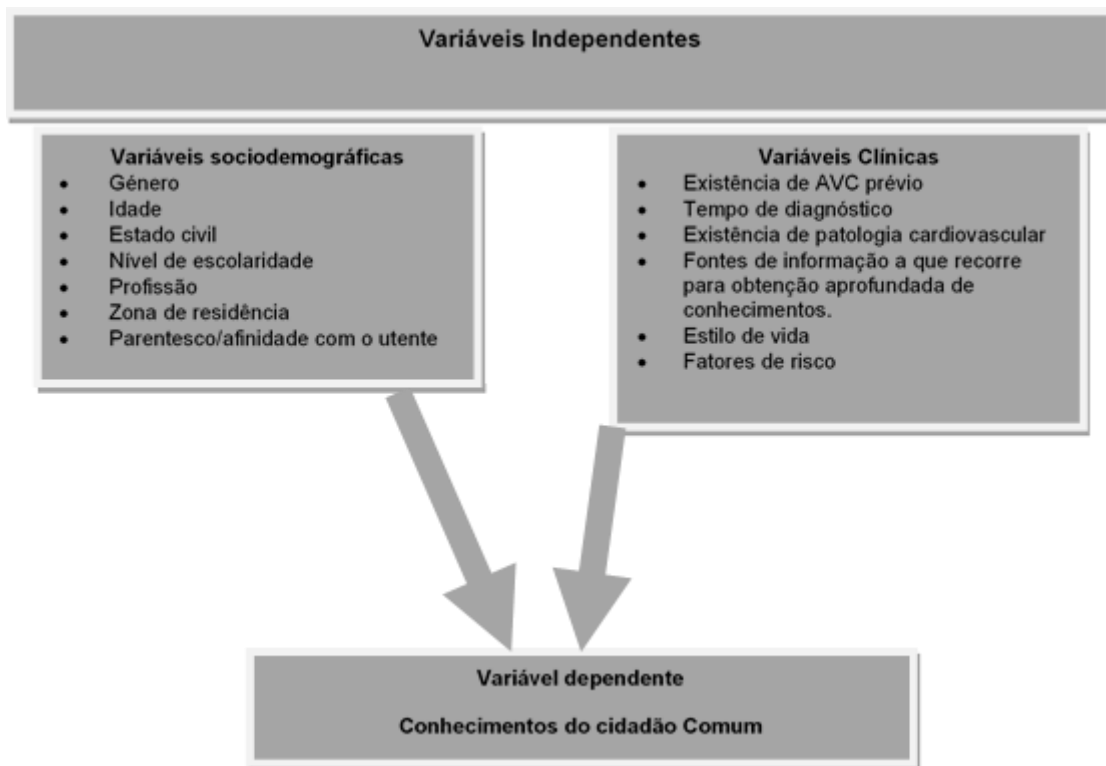 Variáveis Independentes
Variáveis sociodemográficas
• Género
• Idade
• Estado civil
• Nível de escolaridade
• Profissão
• Zona de residência
• Parentesco/afinidade com o utente
Variáveis Clínicas
• Existência de AVC prévio
• Tempo de diagnóstico
• Existência de patologia cardiovascular
• Fontes de informação a que recorre
para obtenção aprofundada de
conhecimentos.
• Estilo de vida
• Fatores de risco
Variável dependente
Conhecimentos do cidadão Comum